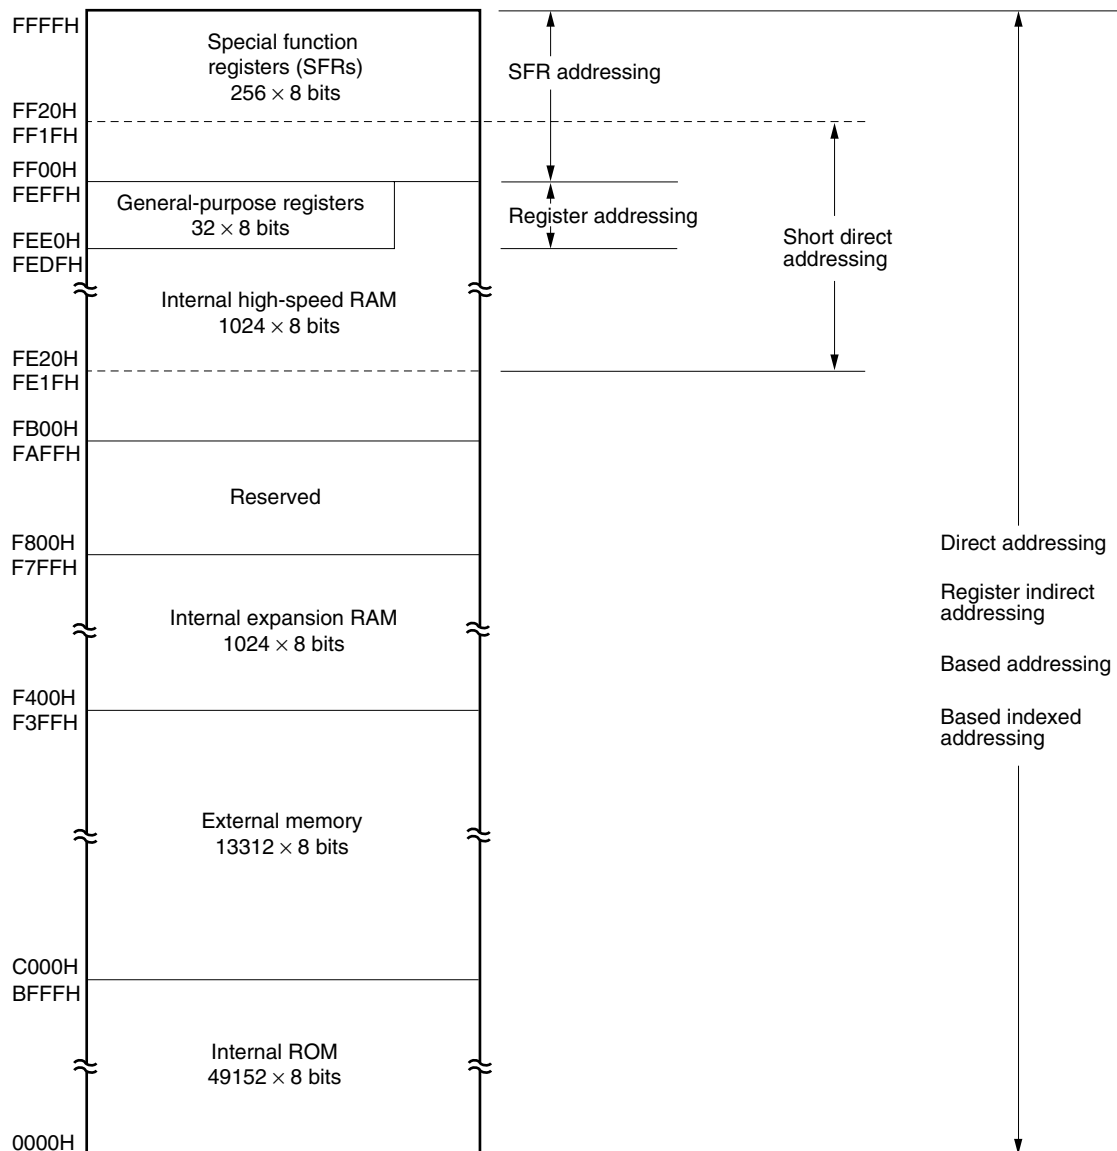 FFFFH
Special function
registers (SFRs)
256 × 8 bits
SFR addressing
FF20H
FF1FH
FF00H
FEFFH
General-purpose registers
32 × 8 bits
Register addressing
FEE0H
FEDFH
Short direct
addressing
Internal high-speed RAM
1024 × 8 bits
FE20H
FE1FH
FB00H
FAFFH
Reserved
F800H
F7FFH
Direct addressing
Register indirect
addressing
Based addressing
Based indexed
addressing
Internal expansion RAM
1024 × 8 bits
F400H
F3FFH
External memory
13312 × 8 bits
C000H
BFFFH
Internal ROM
49152 × 8 bits
0000H